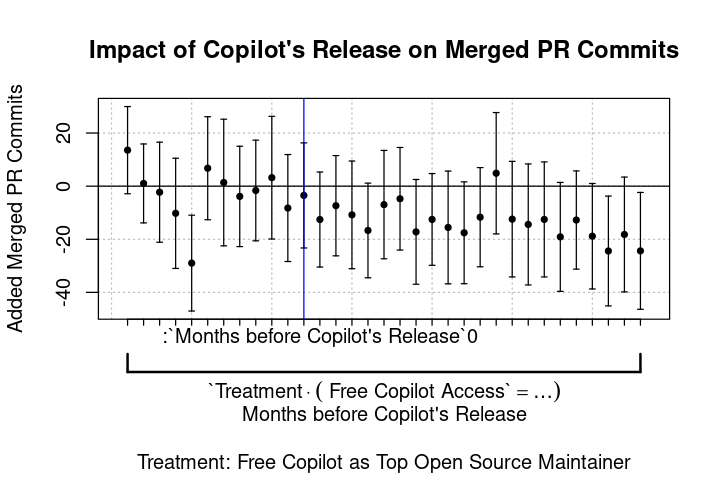 Impact of Copilot's Release on Merged PR Commits
Added Merged PR Commits
20
0
-20
-40
:`Months before Copilot's Release`0
`Treatment · ( Free Copilot Access` = …)
Months before Copilot's Release
Treatment: Free Copilot as Top Open Source Maintainer